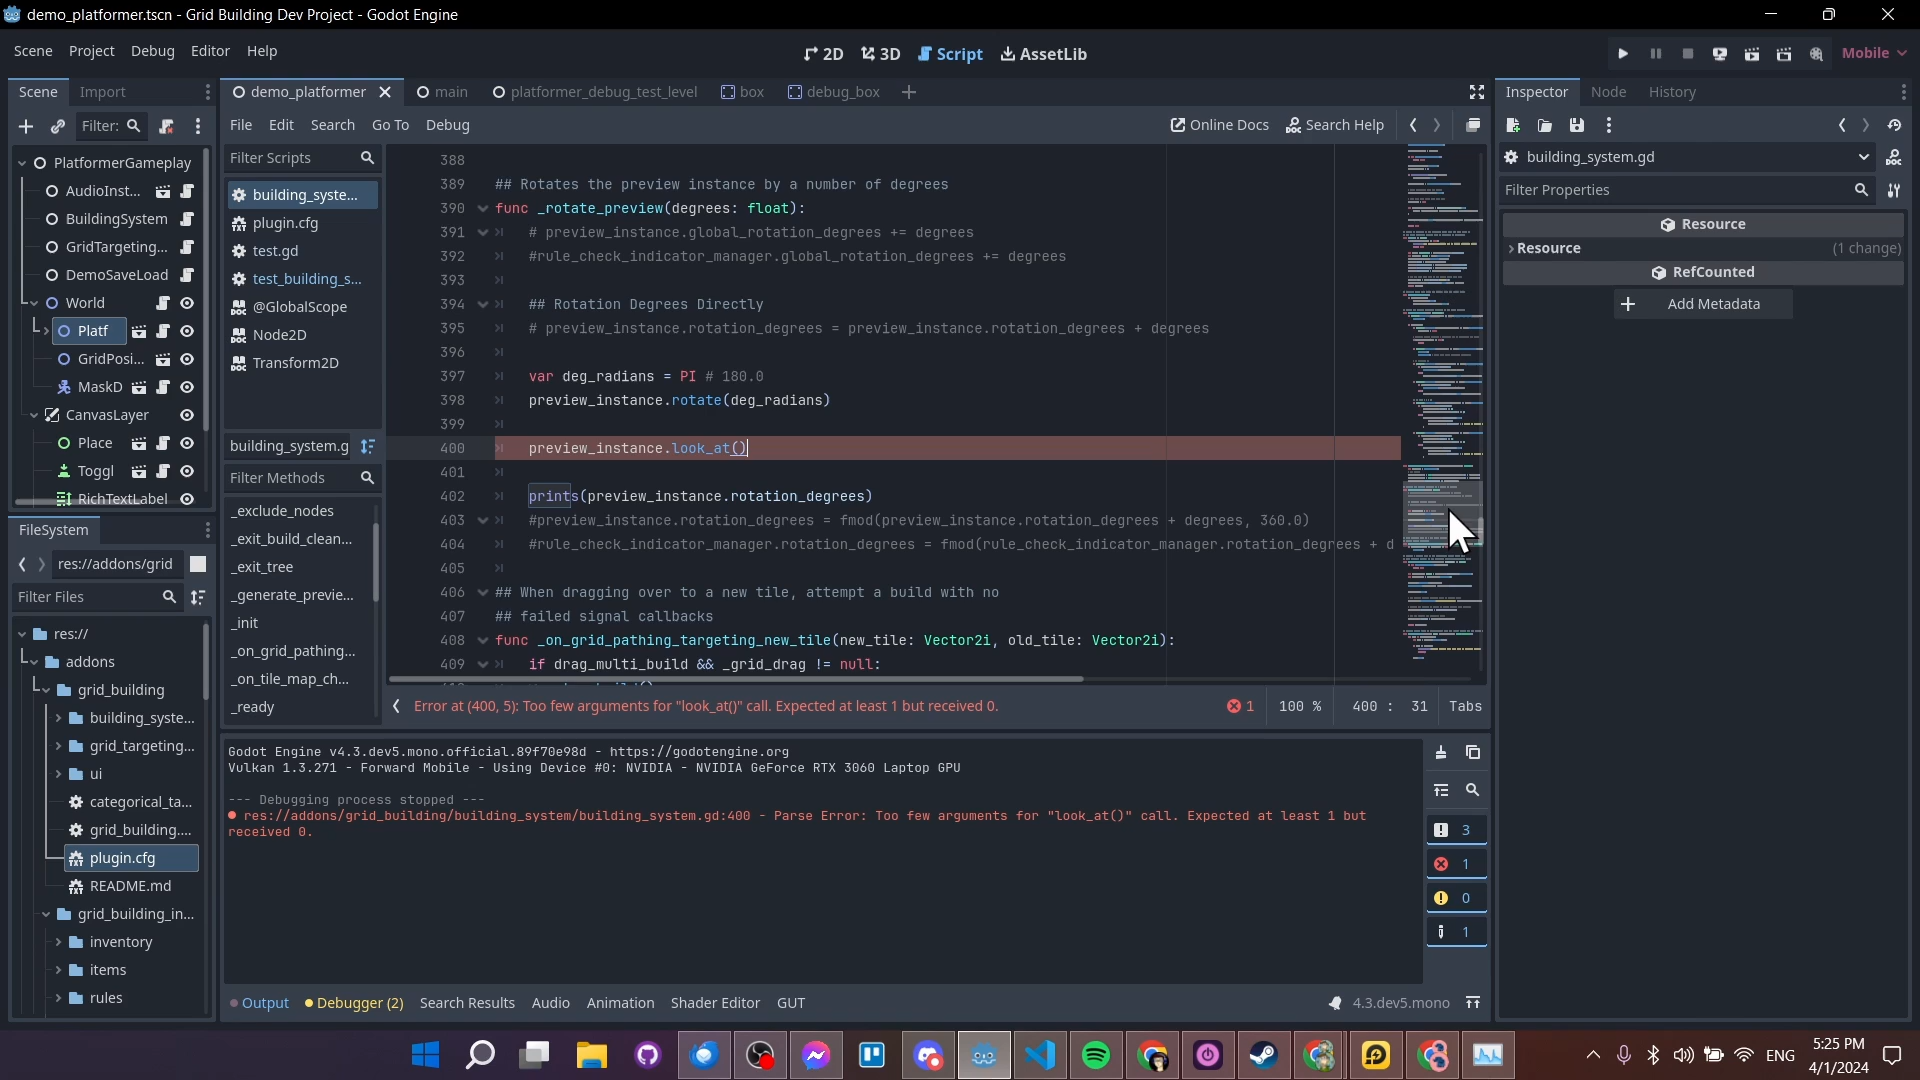 demo_platformer.tscn - Grid Building Dev Project - Godot Engine
Scene Project Debug Editor Help
2D 3D Script AssetLib
Mobile
Scene Import
demo_platformer main platformer_debug_test_level box debug_box
Inspector Node History
Filter:
File Edit Search Go To Debug
Online Docs Search Help
PlatformerGameplay
AudioInst...
BuildingSystem
GridTargeting...
DemoSaveLoad
World
Platf
GridPosi...
MaskD
CanvasLayer
Place
Toggl
RichTextLabel
Filter Scripts
building_syste...
plugin.cfg
test.gd
test_building_s...
@GlobalScope
Node2D
Transform2D
building_system.g
Filter Methods
_exclude_nodes
_exit_build_clean...
_exit_tree
_generate_previe...
_init
_on_grid_pathing...
_on_tile_map_ch...
_ready
388
389 ## Rotates the preview instance by a number of degrees
390 func _rotate_preview(degrees: float):
391 # preview_instance.global_rotation_degrees += degrees
392 #rule_check_indicator_manager.global_rotation_degrees += degrees
393
394 ## Rotation Degrees Directly
395 # preview_instance.rotation_degrees = preview_instance.rotation_degrees + degrees
396
397 var deg_radians = PI # 180.0
398 preview_instance.rotate(deg_radians)
399
400 preview_instance.look_at()
401
402 prints(preview_instance.rotation_degrees)
403 #preview_instance.rotation_degrees = fmod(preview_instance.rotation_degrees + degrees, 360.0)
404 #rule_check_indicator_manager.rotation_degrees = fmod(rule_check_indicator_manager.rotation_degrees + d
405
406 ## When dragging over to a new tile, attempt a build with no
407 ## failed signal callbacks
408 func _on_grid_pathing_targeting_new_tile(new_tile: Vector2i, old_tile: Vector2i):
409 if drag_multi_build && _grid_drag != null:
Error at (400, 5): Too few arguments for "look_at()" call. Expected at least 1 but received 0.
1 100 % 400 : 31 Tabs
building_system.gd
Filter Properties
Resource
Resource (1 change)
RefCounted
Add Metadata
FileSystem
res://addons/grid
Filter Files
res://
addons
grid_building
building_syste...
grid_targeting...
ui
categorical_ta...
grid_building....
plugin.cfg
README.md
grid_building_in...
inventory
items
rules
Godot Engine v4.3.dev5.mono.official.89f70e98d - https://godotengine.org
Vulkan 1.3.271 - Forward Mobile - Using Device #0: NVIDIA - NVIDIA GeForce RTX 3060 Laptop GPU
--- Debugging process stopped ---
res://addons/grid_building/building_system/building_system.gd:400 - Parse Error: Too few arguments for "look_at()" call. Expected at least 1 but
received 0.
3
1
0
1
Output Debugger (2) Search Results Audio Animation Shader Editor GUT
4.3.dev5.mono
ENG
5:25 PM
4/1/2024